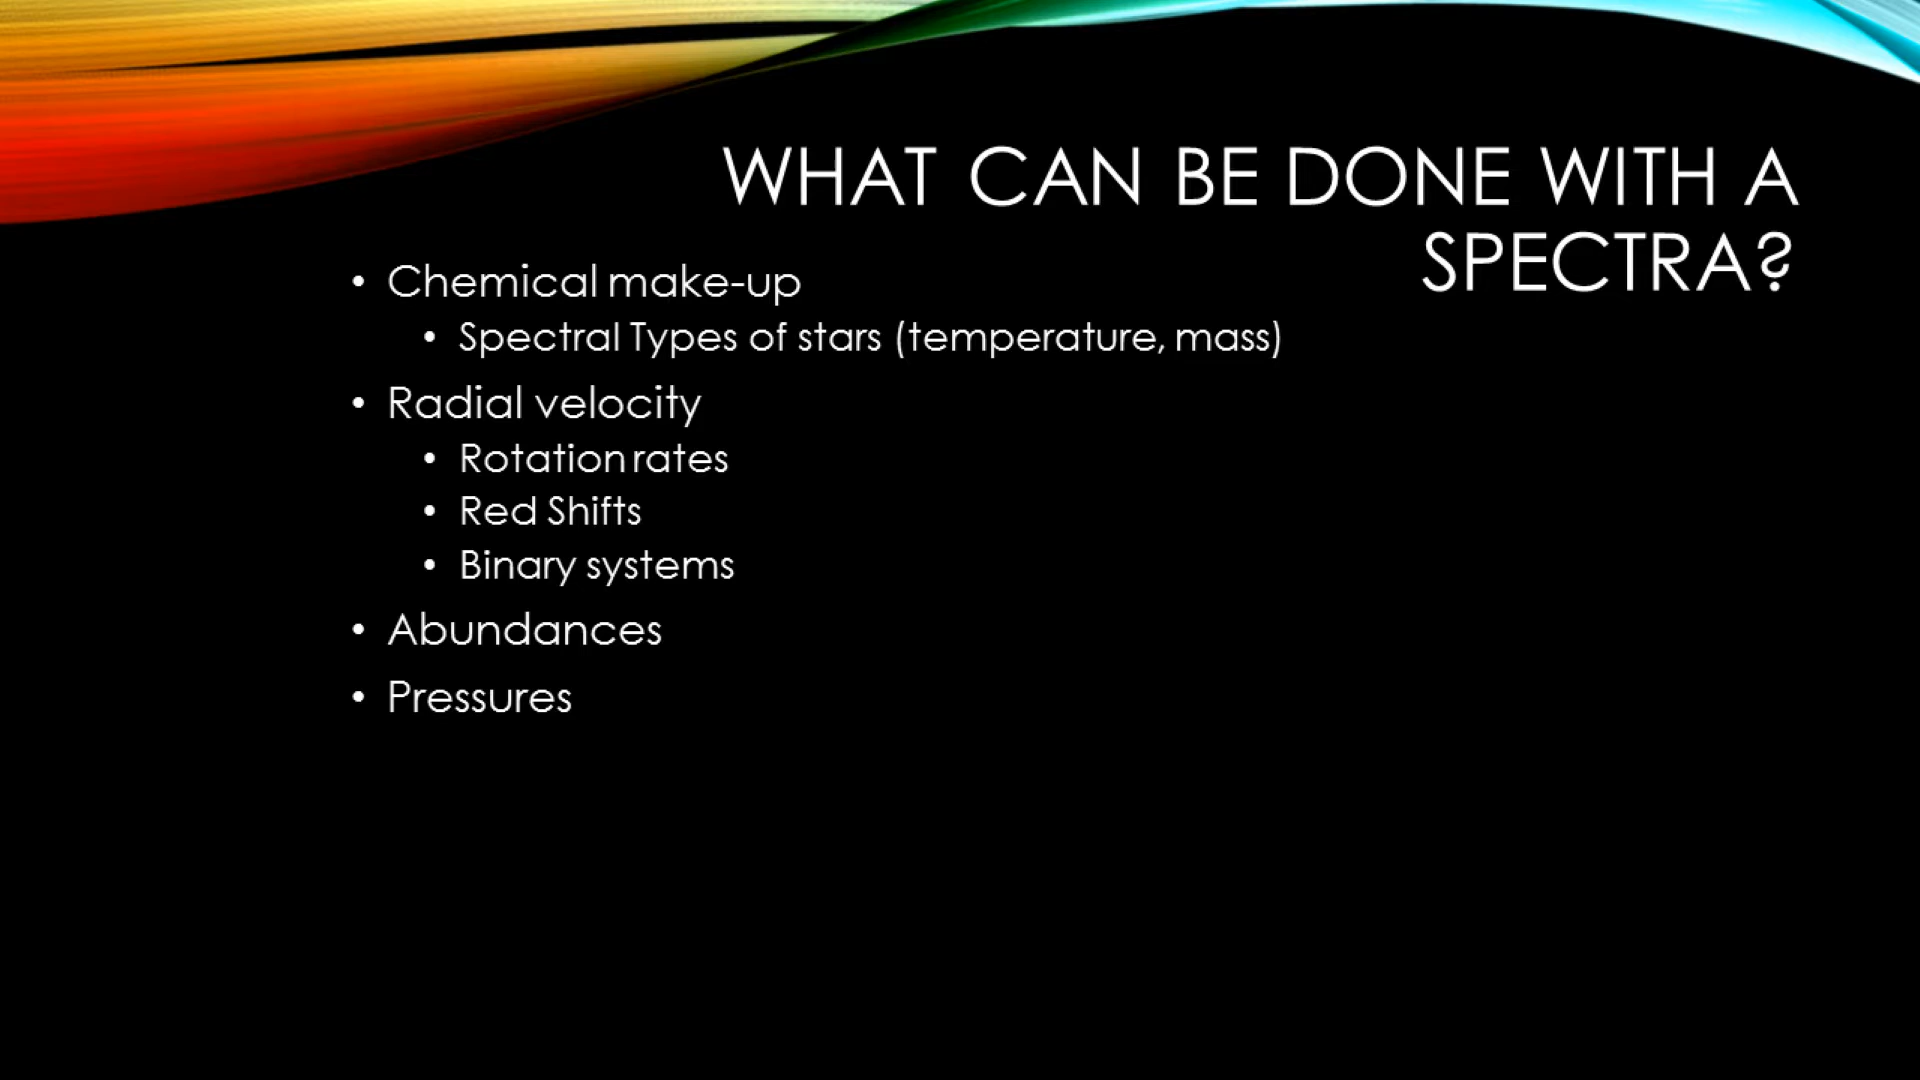 WHAT CAN BE DONE WITH A
SPECTRA?
• Chemical make-up
• Spectral Types of stars (temperature, mass)
• Radial velocity
• Rotation rates
• Red Shifts
• Binary systems
• Abundances
• Pressures